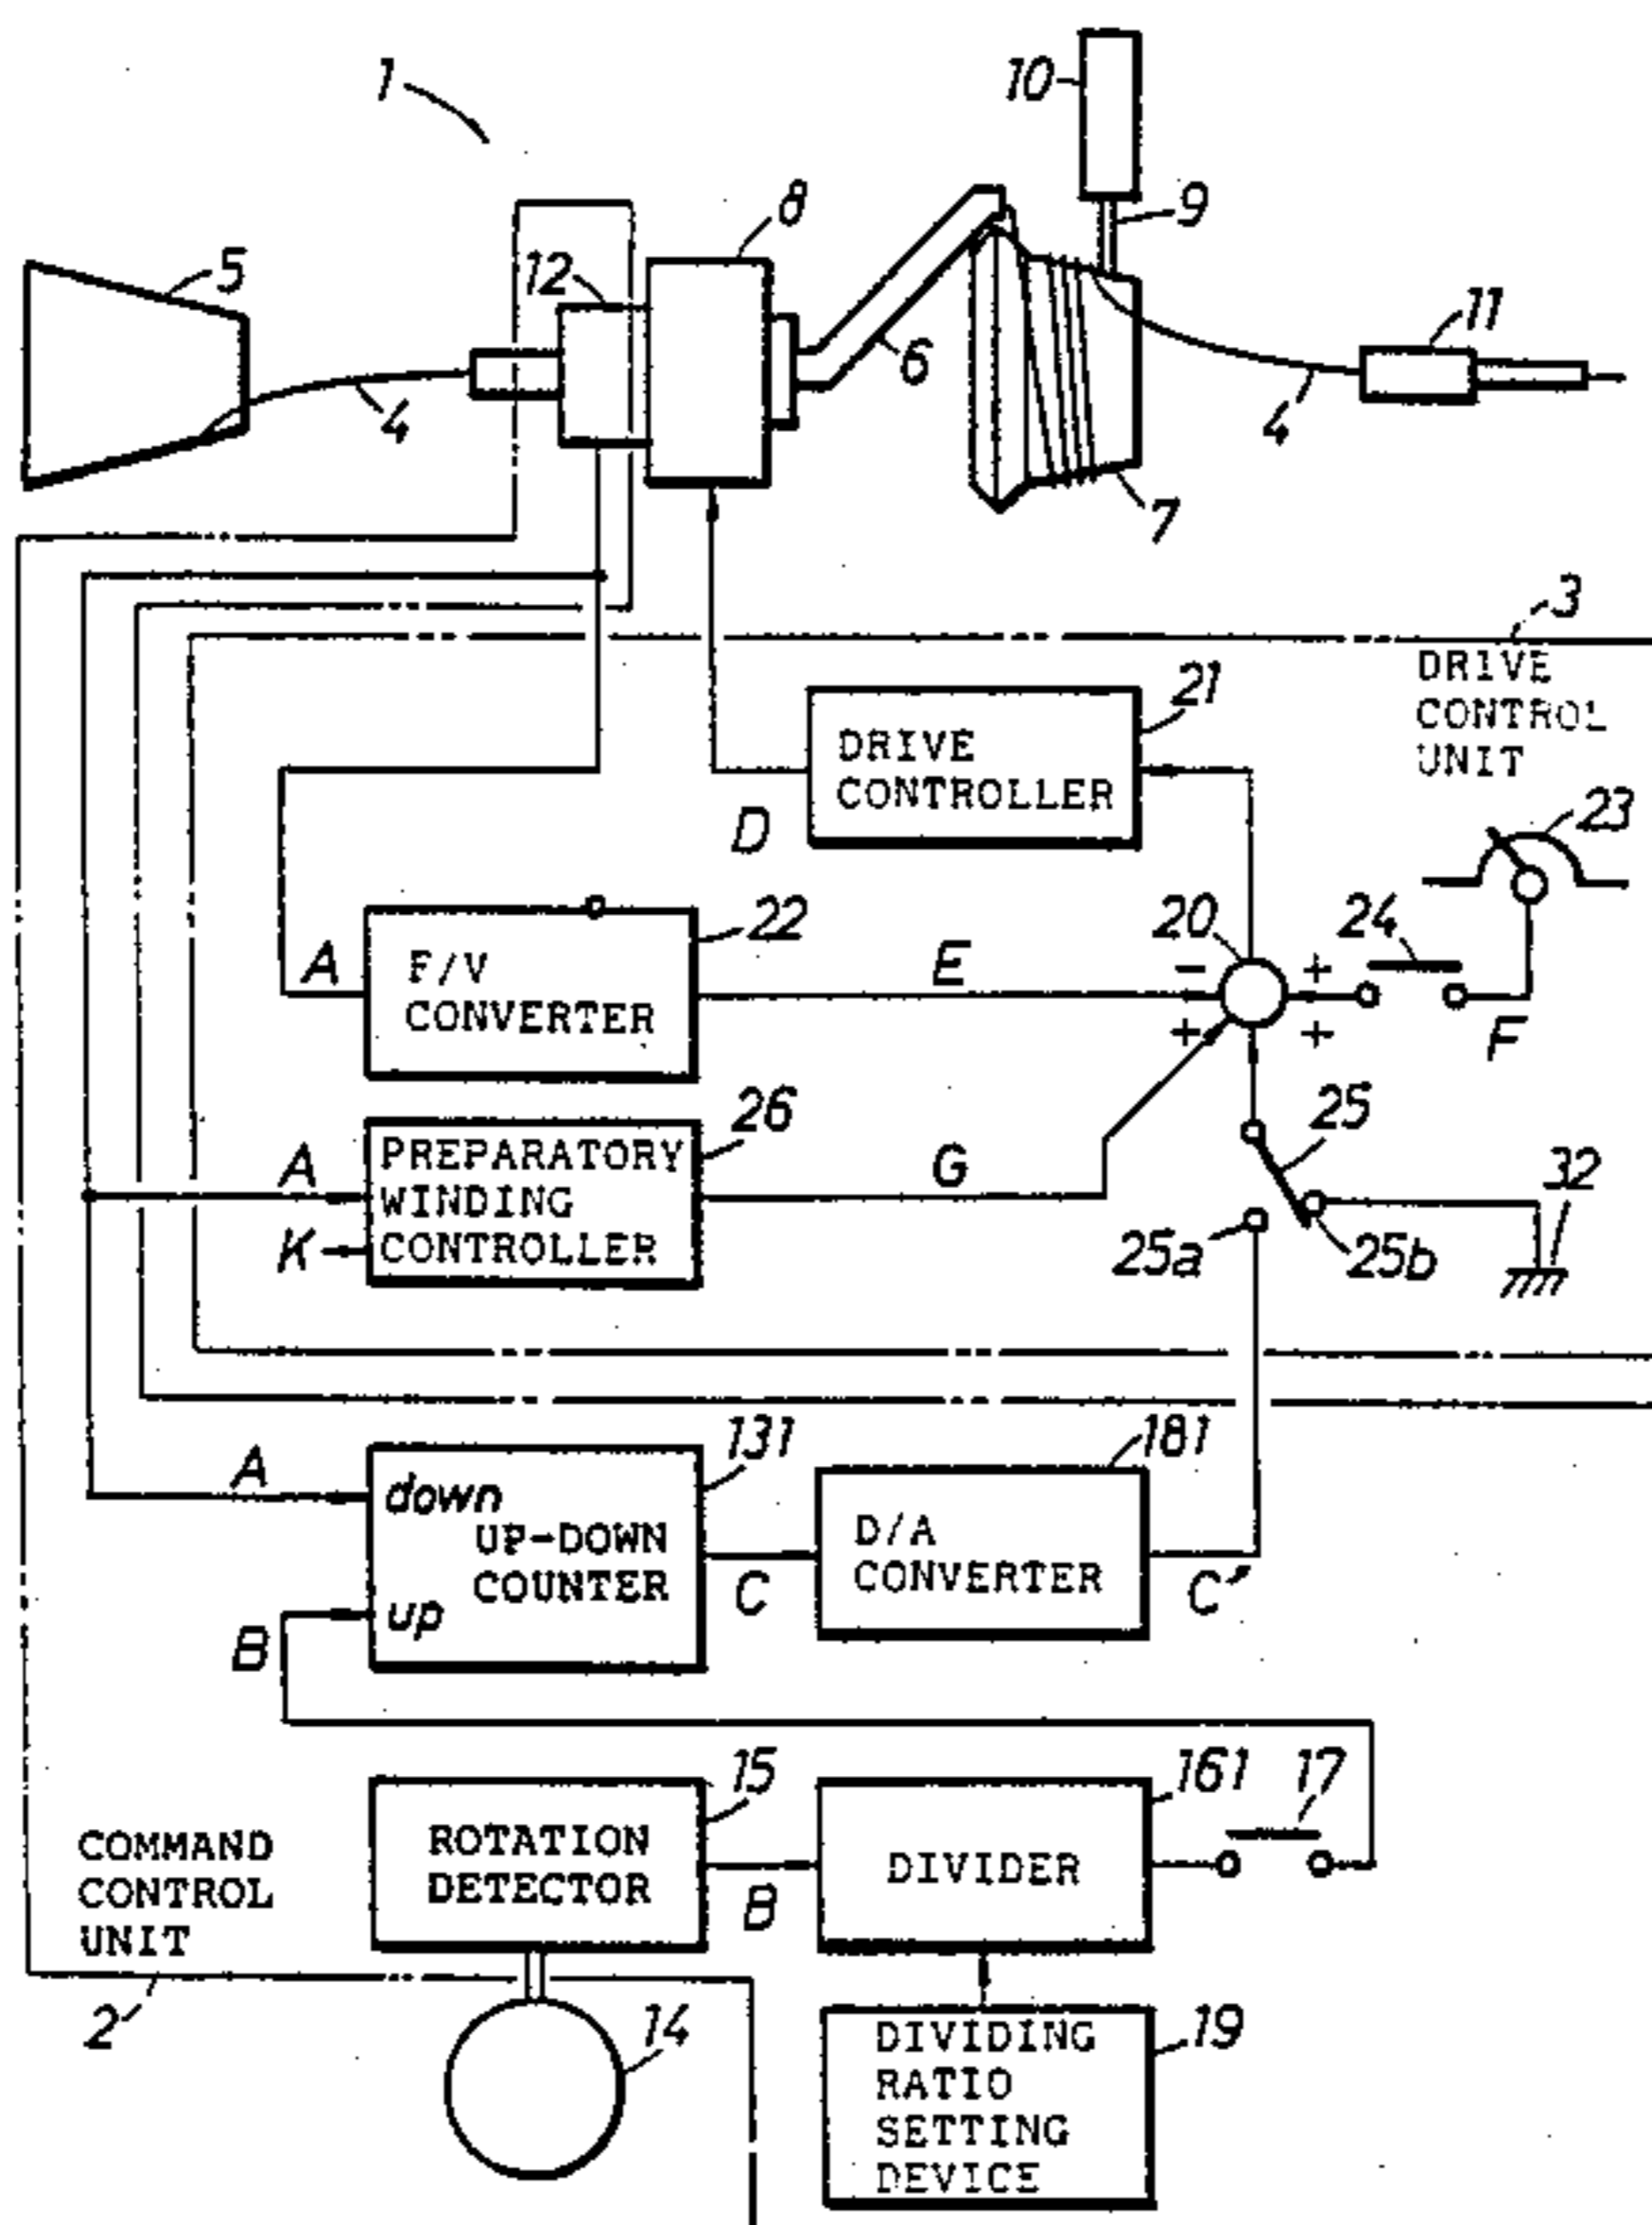 1
10
8
9
5
12
11
6
4
4
7
3
DRIVE
CONTROL
UNIT
21
DRIVE
CONTROLLER
23
D
22
20
24
A
F/V
CONVERTER
E
-
+
+
+
F
26
25
PREPARATORY
WINDING
CONTROLLER
A
G
32
K
25a
25b
131
181
A
down
UP-DOWN
COUNTER
D/A
CONVERTER
C
C'
up
B
15
161
17
COMMAND
CONTROL
UNIT
ROTATION
DETECTOR
DIVIDER
B
2
14
19
DIVIDING
RATIO
SETTING
DEVICE